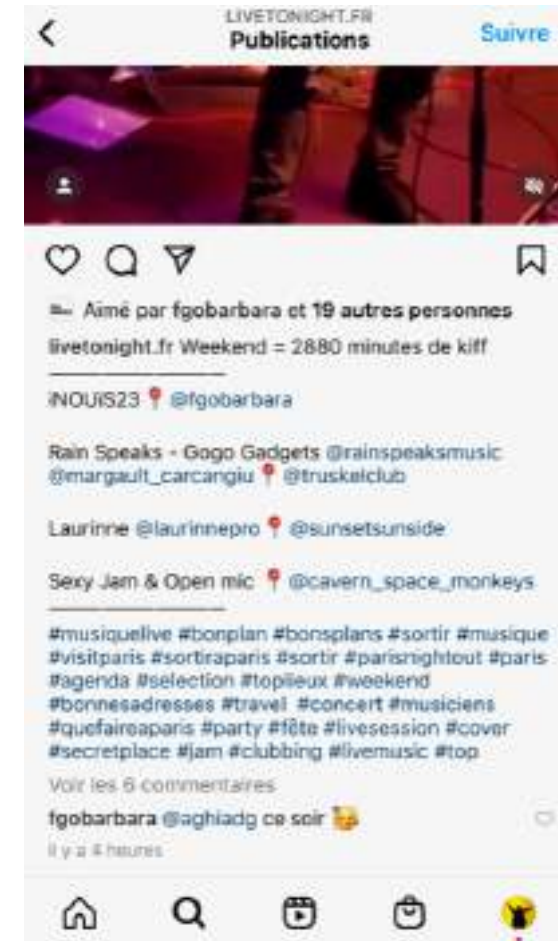 LIVETONIGHT.FR
Publications
Suivre
Aimé par fgobarbara et 19 autres personnes
livetonight.fr Weekend = 2880 minutes de kiff
iNOUïS23 📍 @fgobarbara
Rain Speaks - Gogo Gadgets @rainspeaksmusic
@margault_carcangiu 📍 @truskelclub
Laurinne @laurinnepro 📍 @sunsetsunside
Sexy Jam & Open mic 📍 @cavern_space_monkeys
#musiquelive #bonplan #bonsplans #sortir #musique
#visitparis #sortiraparis #sortir #parisnightout #paris
#agenda #selection #toplieux #weekend
#bonnesadresses #travel #concert #musiciens
#quefaireaparis #party #fête #livesession #cover
#secretplace #jam #clubbing #livemusic #top
Voir les 6 commentaires
fgobarbara @aghiadg ce soir 🥳
Il y a 4 heures